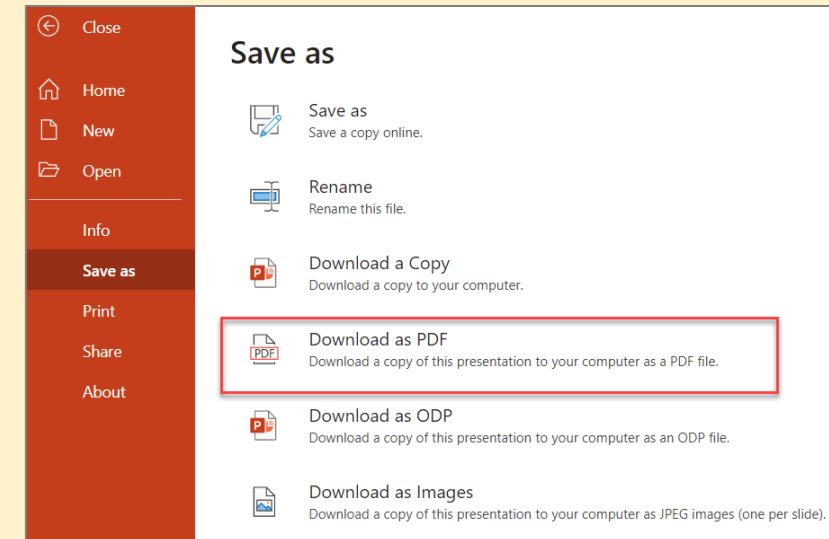 Close
Home
New
Open
Info
Save as
Print
Share
About
Save as
Save as
Save a copy online.
Rename
Rename this file.
P
Download a Copy
Download a copy to your computer.
PDF
Download as PDF
Download a copy of this presentation to your computer as a PDF file.
P
Download as ODP
Download a copy of this presentation to your computer as an ODP file.
Download as Images
Download a copy of this presentation to your computer as JPEG images (one per slide).